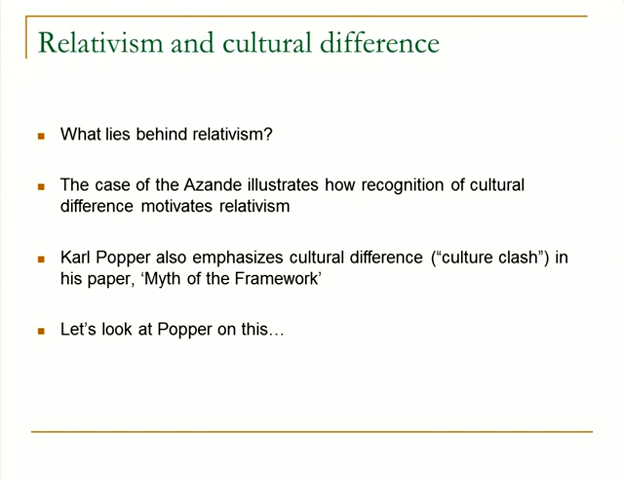 Relativism and cultural difference
What lies behind relativism?
The case of the Azande illustrates how recognition of cultural
difference motivates relativism
Karl Popper also emphasizes cultural difference (“culture clash”) in
his paper, ‘Myth of the Framework’
Let’s look at Popper on this…